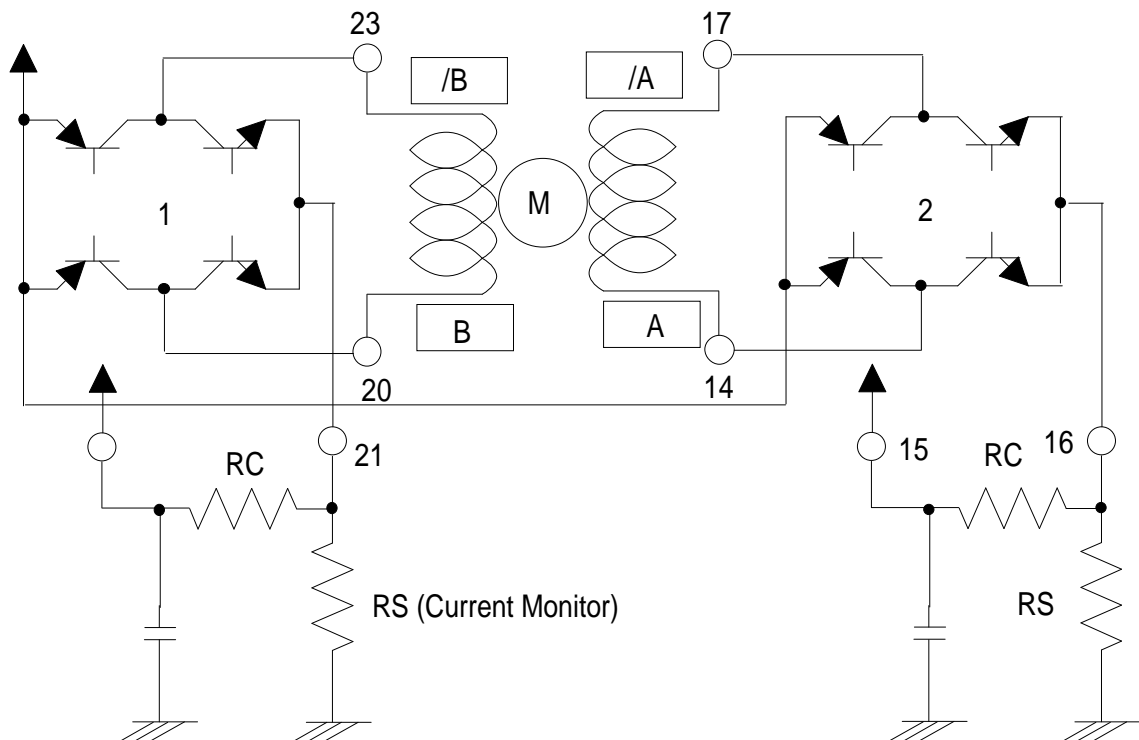 23
17
/B
/A
1
M
2
B
A
20
14
21
RC
15
RC
16
RS (Current Monitor)
RS